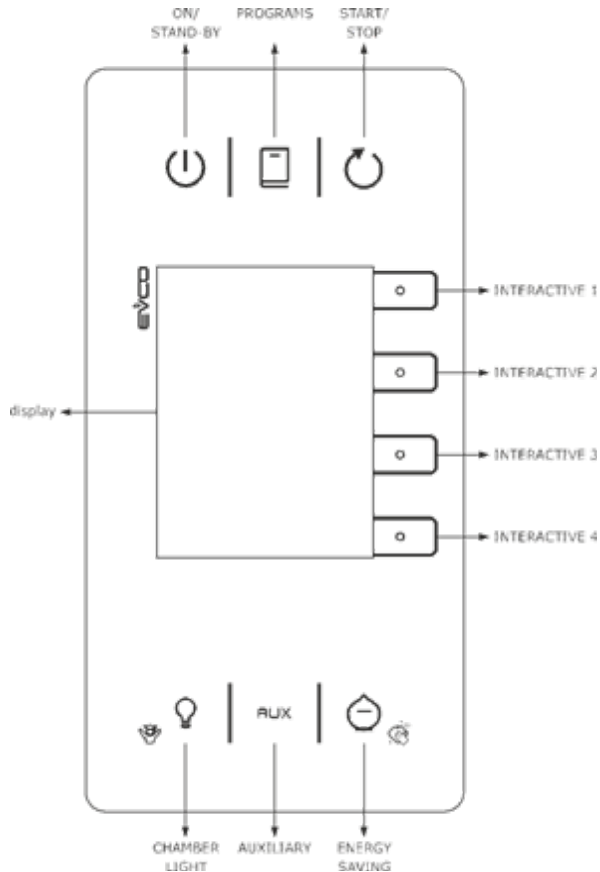 ON/
STAND-BY
PROGRAMS
START/
STOP
EVCO
INTERACTIVE 1
INTERACTIVE 2
display
INTERACTIVE 3
INTERACTIVE 4
AUX
CHAMBER
LIGHT
AUXILIARY
ENERGY
SAVING